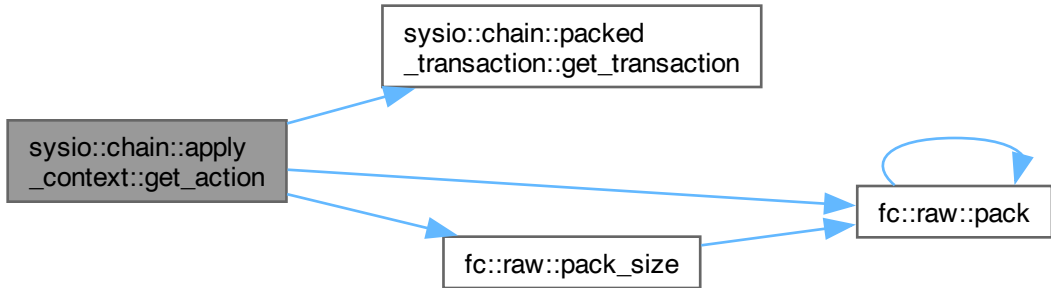 sysio::chain::packed
_transaction::get_transaction
sysio::chain::apply
_context::get_action
fc::raw::pack
fc::raw::pack_size